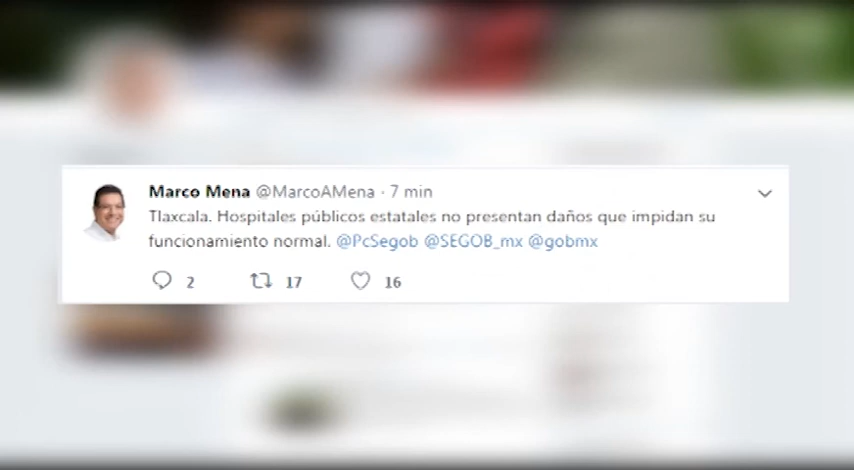 Marco Mena @MarcoAMena · 7 min
Tlaxcala. Hospitales públicos estatales no presentan daños que impidan su
funcionamiento normal. @PcSegob @SEGOB_mx @gobmx
2 17 16